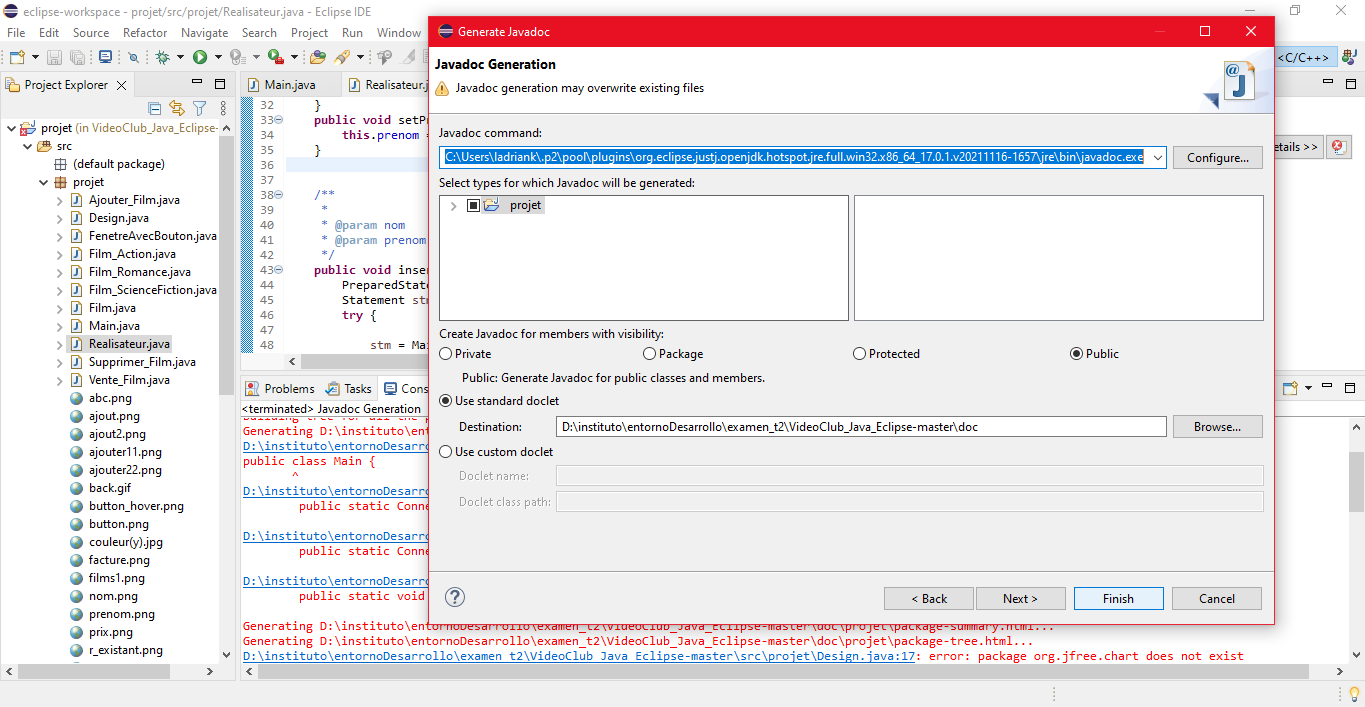 eclipse-workspace - projet/src/projet/Realisateur.java - Eclipse IDE
File Edit Source Refactor Navigate Search Project Run Window
<C/C++>
Project Explorer
projet (in VideoClub_Java_Eclipse-
src
(default package)
projet
Ajouter_Film.java
Design.java
FenetreAvecBouton.java
Film_Action.java
Film_Romance.java
Film_ScienceFiction.java
Film.java
Main.java
Realisateur.java
Supprimer_Film.java
Vente_Film.java
abc.png
ajout.png
ajout2.png
ajouter11.png
ajouter22.png
back.gif
button_hover.png
button.png
couleur(y).jpg
facture.png
films1.png
nom.png
prenom.png
prix.png
r_existant.png
Main.java Realisateur.j
32 }
33 public void setP
34 this.prenom =
35 }
36
37
38 /**
39 *
40 * @param nom
41 * @param prenom
42 */
43 public void inser
44 PreparedState
45 Statement str
46 try {
47
48 stm = Mai
etails >>
Problems Tasks Cons
<terminated> Javadoc Generation
Building tree for all the p
Generating D:\instituto\ent
D:\instituto\entornoDesarro
public class Main {
^
D:\instituto\entornoDesarro
public static Conne
D:\instituto\entornoDesarro
public static Conne
D:\instituto\entornoDesarro
public static void
Generating D:\instituto\entornoDesarrollo\examen_t2\VideoClub_Java_Eclipse-master\doc\projet\package-summary.html...
Generating D:\instituto\entornoDesarrollo\examen_t2\VideoClub_Java_Eclipse-master\doc\projet\package-tree.html...
D:\instituto\entornoDesarrollo\examen_t2\VideoClub_Java_Eclipse-master\src\projet\Design.java:17: error: package org.jfree.chart does not exist
Generate Javadoc
Javadoc Generation
Javadoc generation may overwrite existing files
@J
Javadoc command:
C:\Users\ladriank\.p2\pool\plugins\org.eclipse.justj.openjdk.hotspot.jre.full.win32.x86_64_17.0.1.v20211116-1657\jre\bin\javadoc.exe
Configure...
Select types for which Javadoc will be generated:
projet
Create Javadoc for members with visibility:
Private Package Protected Public
Public: Generate Javadoc for public classes and members.
Use standard doclet
Destination: D:\instituto\entornoDesarrollo\examen_t2\VideoClub_Java_Eclipse-master\doc Browse...
Use custom doclet
Doclet name:
Doclet class path:
?
< Back Next > Finish Cancel